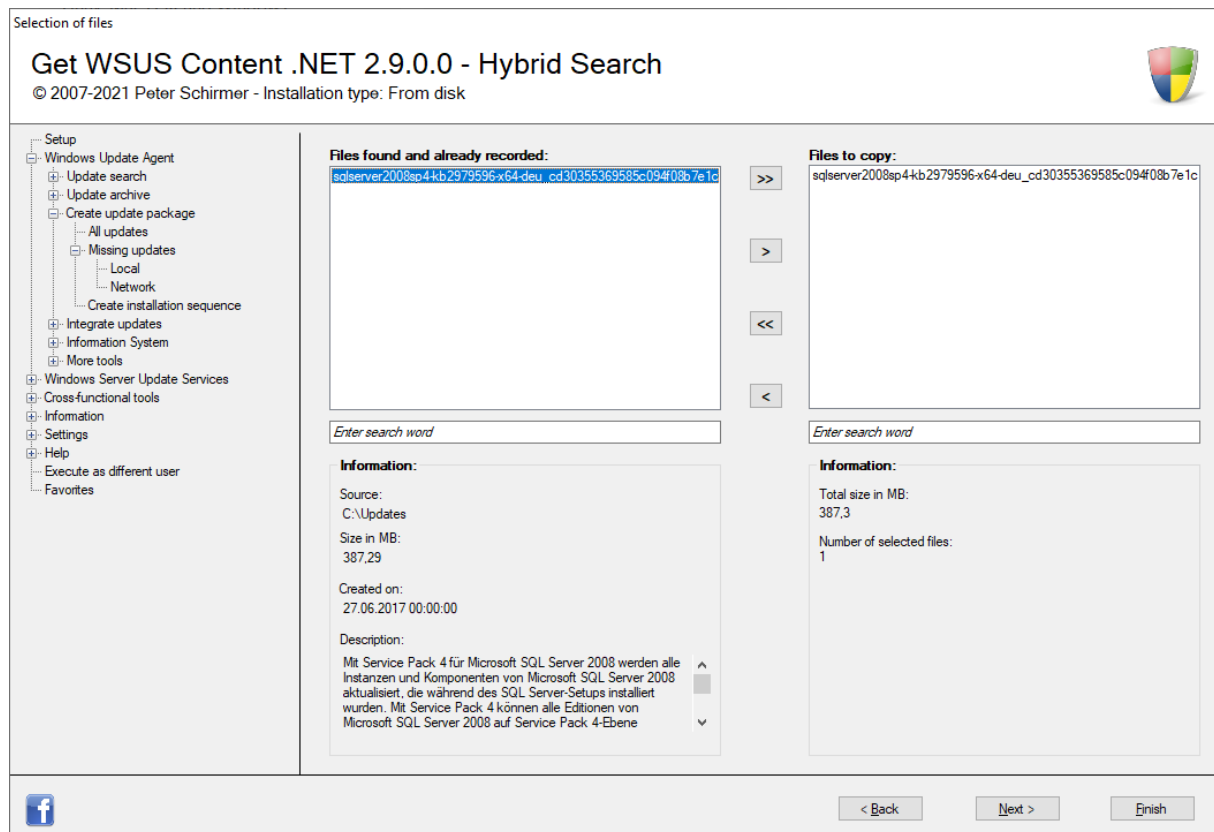 Selection of files
Get WSUS Content .NET 2.9.0.0 - Hybrid Search
© 2007-2021 Peter Schirmer - Installation type: From disk
Setup
Windows Update Agent
Update search
Update archive
Create update package
All updates
Missing updates
Local
Network
Create installation sequence
Integrate updates
Information System
More tools
Windows Server Update Services
Cross-functional tools
Information
Settings
Help
Execute as different user
Favorites
Files found and already recorded:
sqlserver2008sp4-kb2979596-x64-deu_cd30355369585c094f08b7e1c
Enter search word
Information:
Source:
C:\Updates
Size in MB:
387,29
Created on:
27.06.2017 00:00:00
Description:
Mit Service Pack 4 für Microsoft SQL Server 2008 werden alle
Instanzen und Komponenten von Microsoft SQL Server 2008
aktualisiert, die während des SQL Server-Setups installiert
wurden. Mit Service Pack 4 können alle Editionen von
Microsoft SQL Server 2008 auf Service Pack 4-Ebene
>>
>
<<
<
Files to copy:
sqlserver2008sp4-kb2979596-x64-deu_cd30355369585c094f08b7e1c
Enter search word
Information:
Total size in MB:
387,3
Number of selected files:
1
f
< Back
Next >
Finish